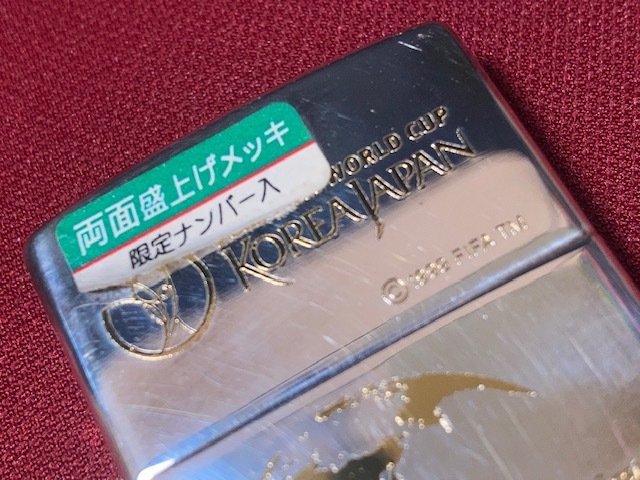 両面盛上げメッキ
限定ナンバー入
WORLD CUP
KOREA JAPAN
© 1998 FIFA TM